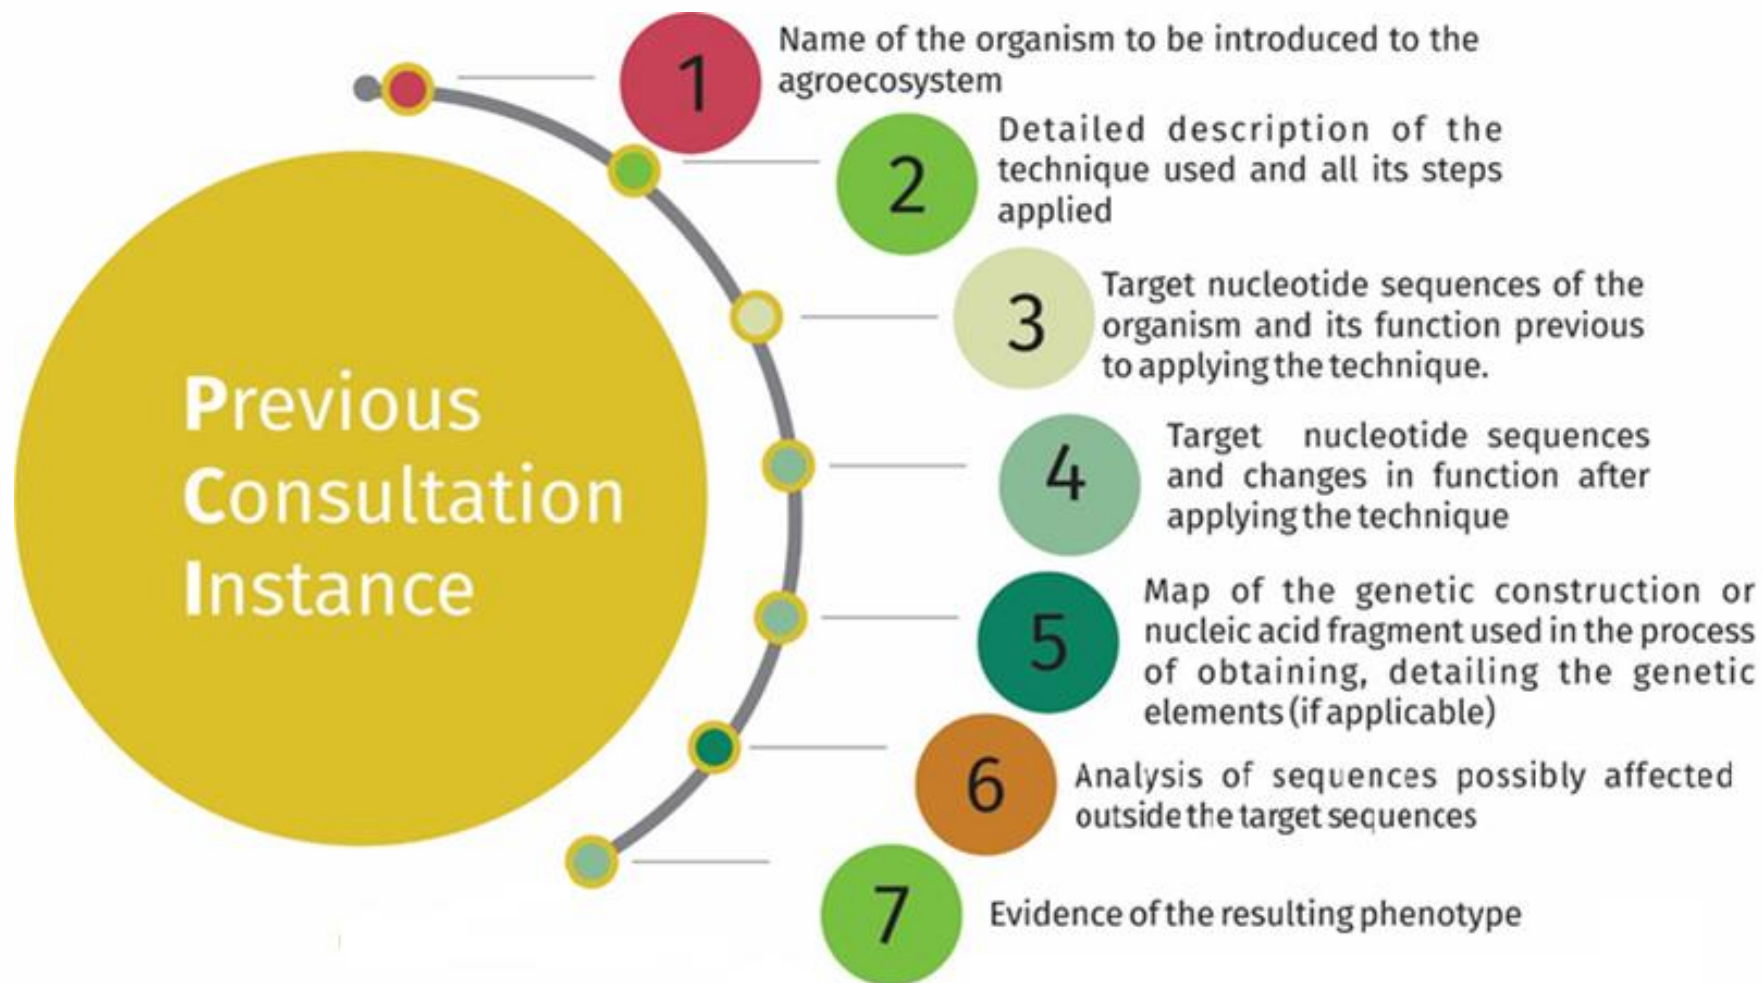 Previous
Consultation
Instance
1
Name of the organism to be introduced to the
agroecosystem
2
Detailed description of the
technique used and all its steps
applied
3
Target nucleotide sequences of the
organism and its function previous
to applying the technique.
4
Target nucleotide sequences
and changes in function after
applying the technique
5
Map of the genetic construction or
nucleic acid fragment used in the process
of obtaining, detailing the genetic
elements (if applicable)
6
Analysis of sequences possibly affected
outside the target sequences
7
Evidence of the resulting phenotype